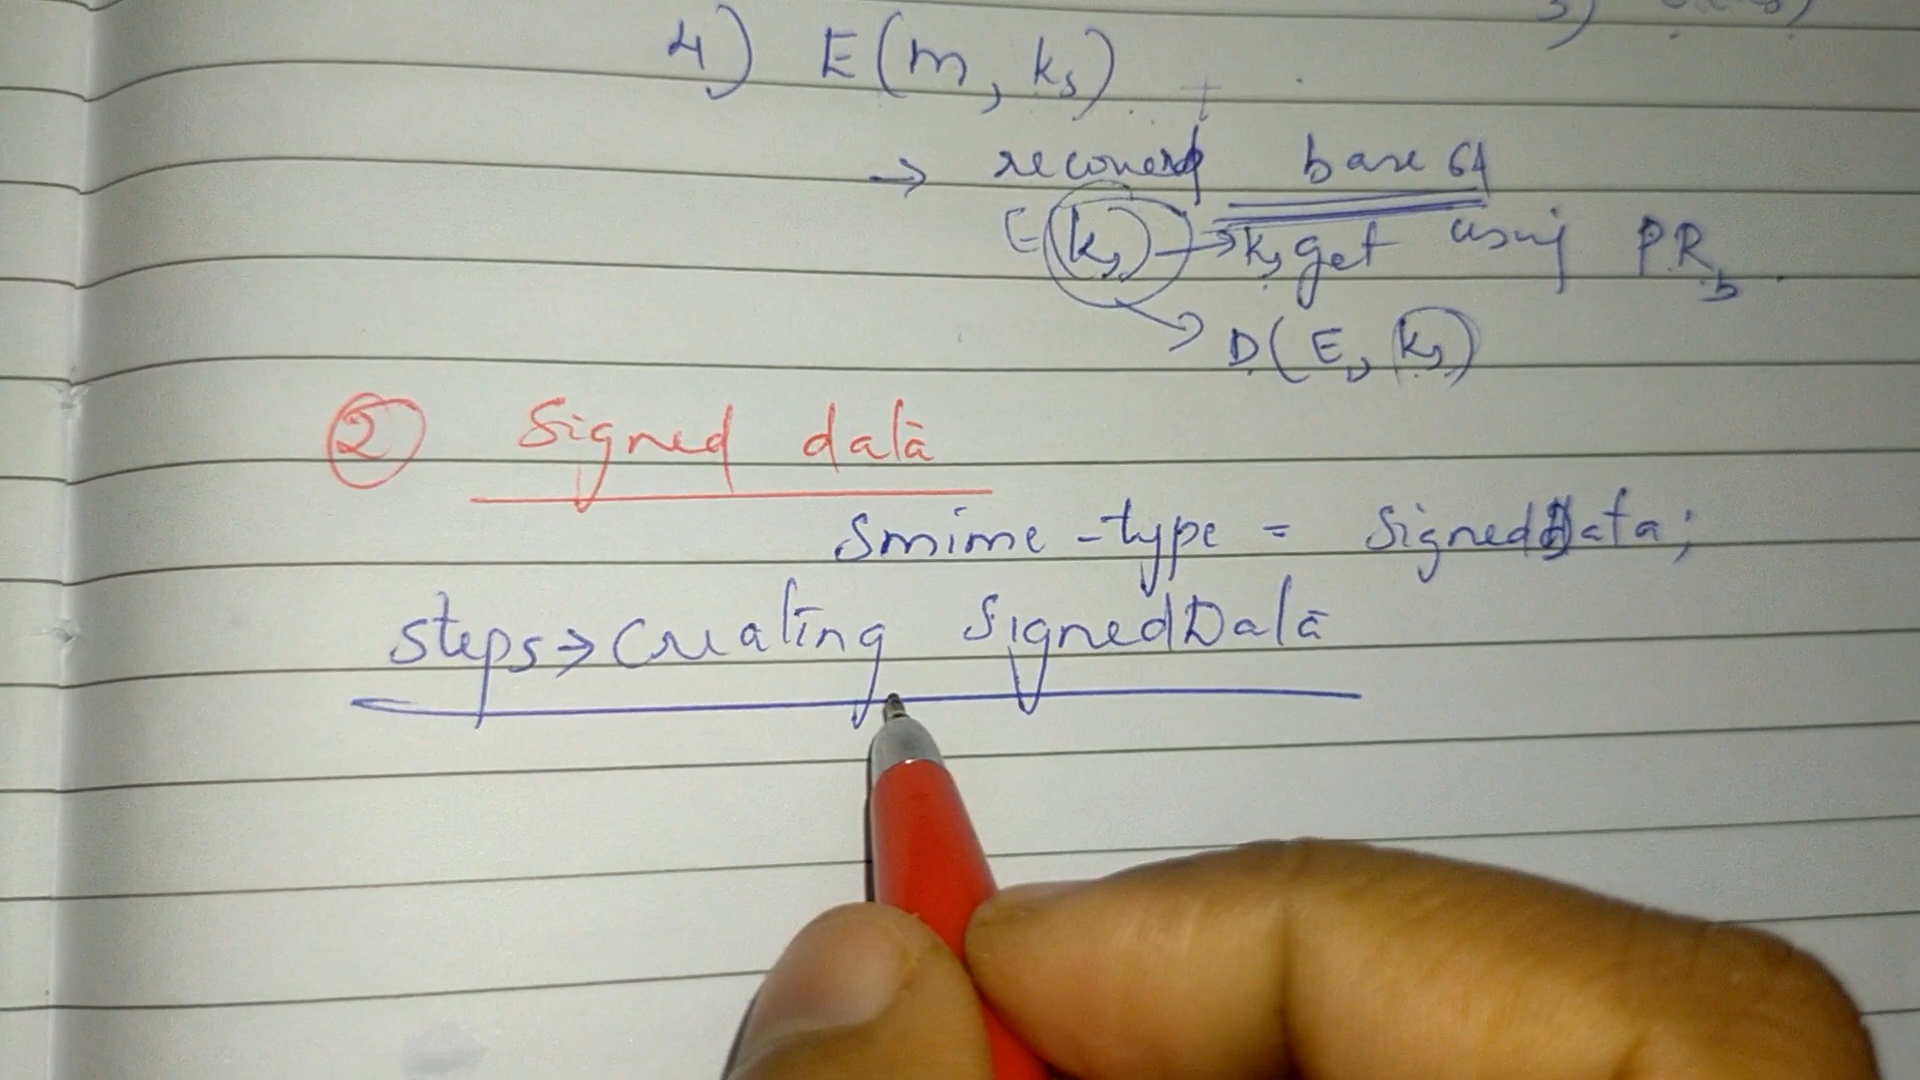 4) E(m, ks)
→ reconerd base 64
E(ks) → ks get using PRb.
→ D(E, ks)
2 Signed data
Smime-type = SignedData;
Steps → Creating SignedData